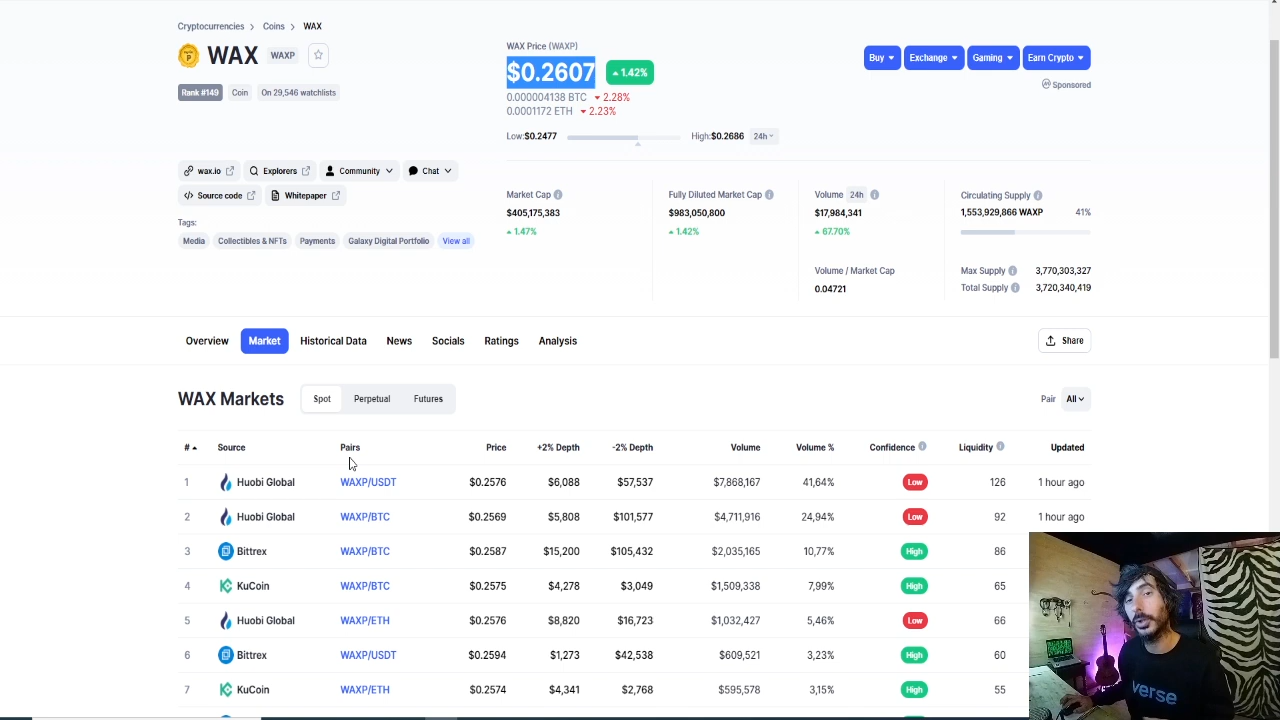 Cryptocurrencies > Coins > WAX
WAX WAXP
Rank #149 Coin On 29,546 watchlists
wax.io Explorers Community Chat
Source code Whitepaper
Tags:
Media Collectibles & NFTs Payments Galaxy Digital Portfolio View all
WAX Price (WAXP)
$0.2607 1.42%
0.000004138 BTC 2.28%
0.0001172 ETH 2.23%
Low:$0.2477 High:$0.2686 24h
Buy Exchange Gaming Earn Crypto
Sponsored
Market Cap
$405,175,383
1.47%
Fully Diluted Market Cap
$983,050,800
1.42%
Volume 24h
$17,984,341
67.70%
Volume / Market Cap
0.04721
Circulating Supply
1,553,929,866 WAXP 41%
Max Supply 3,770,303,327
Total Supply 3,720,340,419
Overview Market Historical Data News Socials Ratings Analysis Share
WAX Markets Spot Perpetual Futures Pair All
# Source Pairs Price +2% Depth -2% Depth Volume Volume % Confidence Liquidity Updated
1 Huobi Global WAXP/USDT $0.2576 $6,088 $57,537 $7,868,167 41,64% Low 126 1 hour ago
2 Huobi Global WAXP/BTC $0.2569 $5,808 $101,577 $4,711,916 24,94% Low 92 1 hour ago
3 Bittrex WAXP/BTC $0.2587 $15,200 $105,432 $2,035,165 10,77% High 86
4 KuCoin WAXP/BTC $0.2575 $4,278 $3,049 $1,509,338 7,99% High 65
5 Huobi Global WAXP/ETH $0.2576 $8,820 $16,723 $1,032,427 5,46% Low 66
6 Bittrex WAXP/USDT $0.2594 $1,273 $42,538 $609,521 3,23% High 60
7 KuCoin WAXP/ETH $0.2574 $4,341 $2,768 $595,578 3,15% High 55
verse